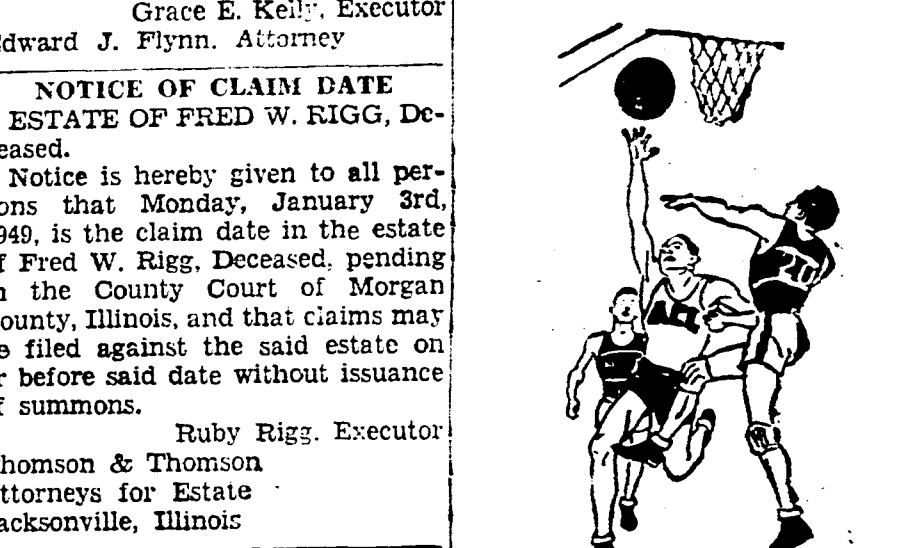 Grace E. Kelly, Executor
dward J. Flynn. Attorney
NOTICE OF CLAIM DATE
ESTATE OF FRED W. RIGG, De-
eased.
Notice is hereby given to all per-
ons that Monday, January 3rd,
949, is the claim date in the estate
f Fred W. Rigg, Deceased, pending
n the County Court of Morgan
ounty, Illinois, and that claims may
e filed against the said estate on
r before said date without issuance
f summons.
Ruby Rigg. Executor
homson & Thomson
ttorneys for Estate
acksonville, Illinois